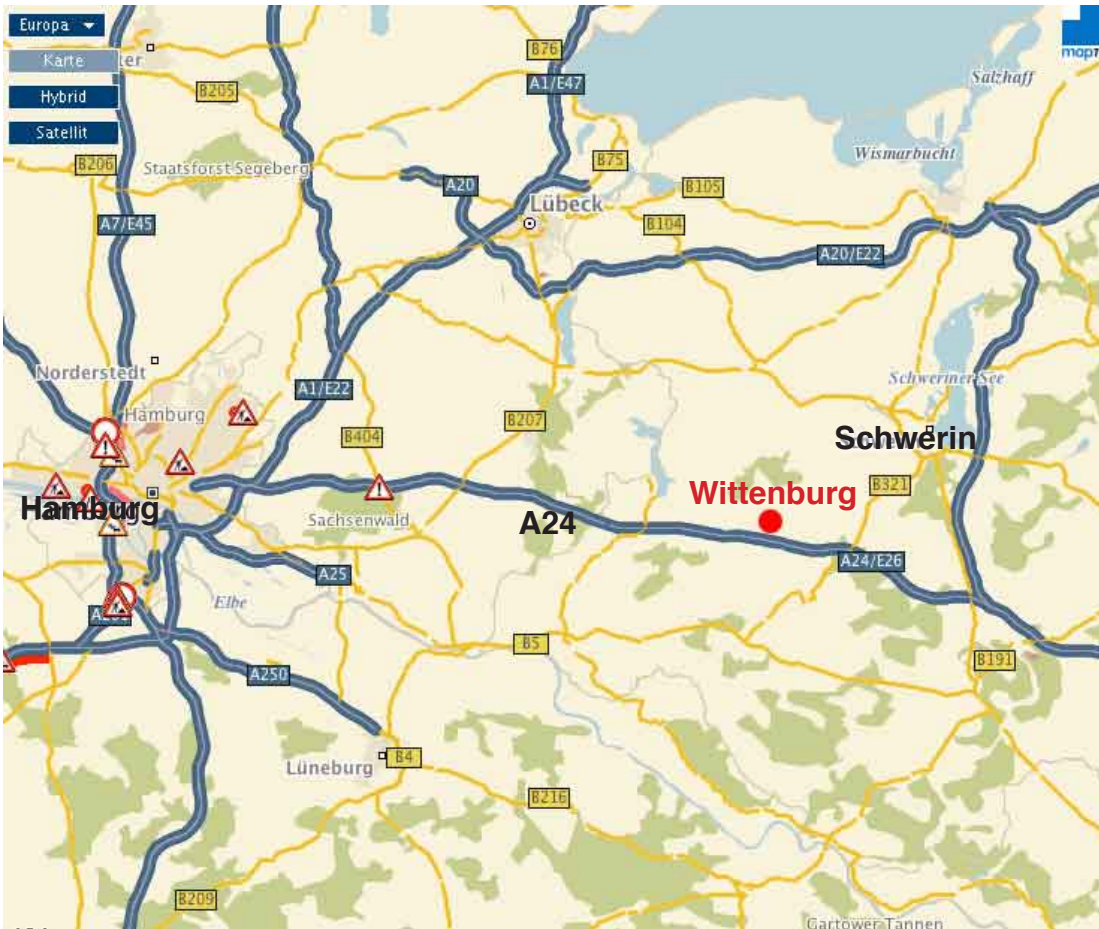 Europa
Karte
Hybrid
Satellit
B76
A1/E47
Salzhaff
B205
B206
Staatsforst Segeberg
B75
Wismarbucht
A20
B105
Lübeck
A7/E45
B104
A20/E22
Norderstedt
Schweriner See
A1/E22
Hamburg
B207
B404
Schwerin
B321
Wittenburg
Hamburg
Sachsenwald
A24
A24/E26
A25
Elbe
B5
B191
A250
Lüneburg
B4
B216
B209
Gartower Tannen